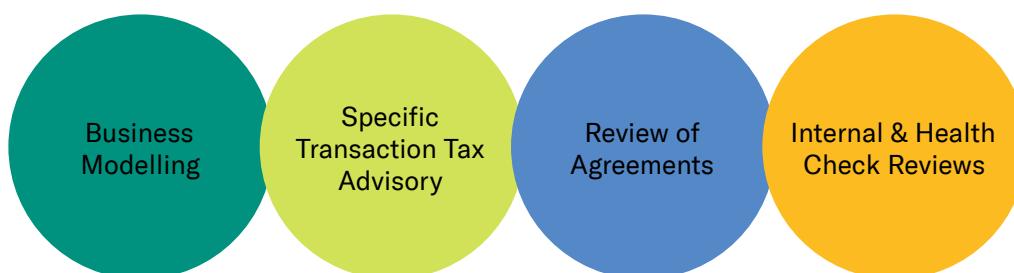 Business
Modelling
Specific
Transaction Tax
Advisory
Review of
Agreements
Internal & Health
Check Reviews